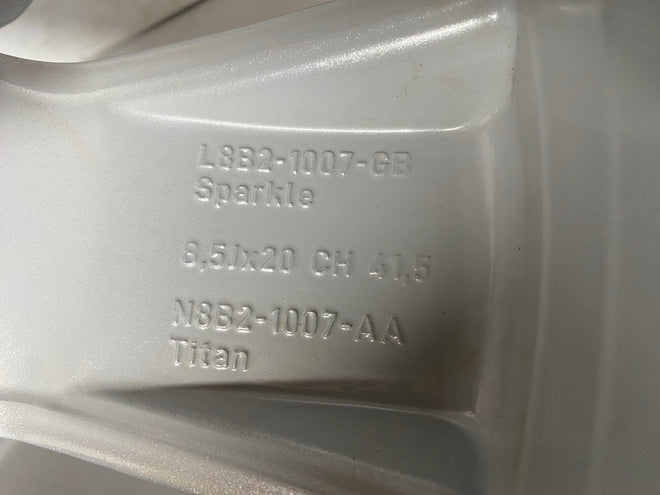 L8B2-1007-GB
Sparkle
8,5Jx20 CH 41,5
N8B2-1007-AA
Titan